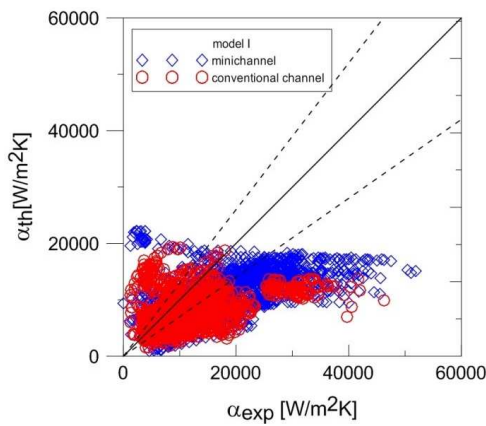 60000
model I
minichannel
conventional channel
40000
αth[W/m2K]
20000
0
0 20000 40000 60000
αexp [W/m2K]